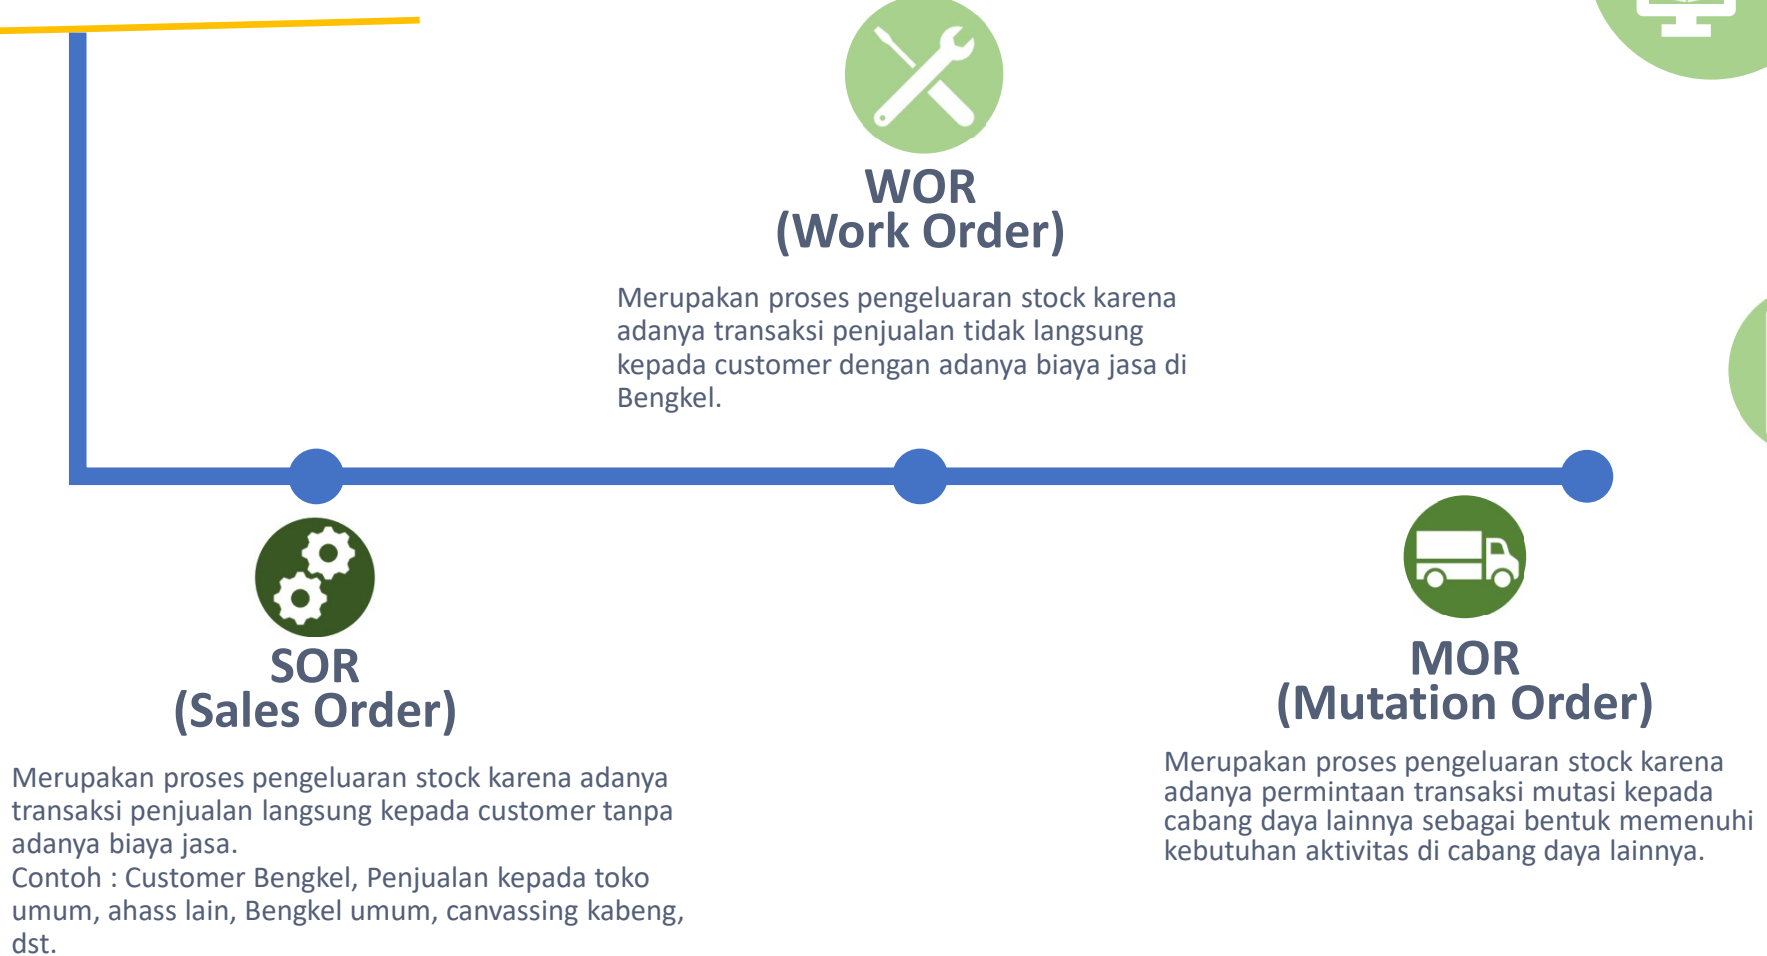 WOR
(Work Order)
Merupakan proses pengeluaran stock karena
adanya transaksi penjualan tidak langsung
kepada customer dengan adanya biaya jasa di
Bengkel.
SOR
(Sales Order)
Merupakan proses pengeluaran stock karena adanya
transaksi penjualan langsung kepada customer tanpa
adanya biaya jasa.
Contoh : Customer Bengkel, Penjualan kepada toko
umum, ahass lain, Bengkel umum, canvassing kabeng,
dst.
MOR
(Mutation Order)
Merupakan proses pengeluaran stock karena
adanya permintaan transaksi mutasi kepada
cabang daya lainnya sebagai bentuk memenuhi
kebutuhan aktivitas di cabang daya lainnya.